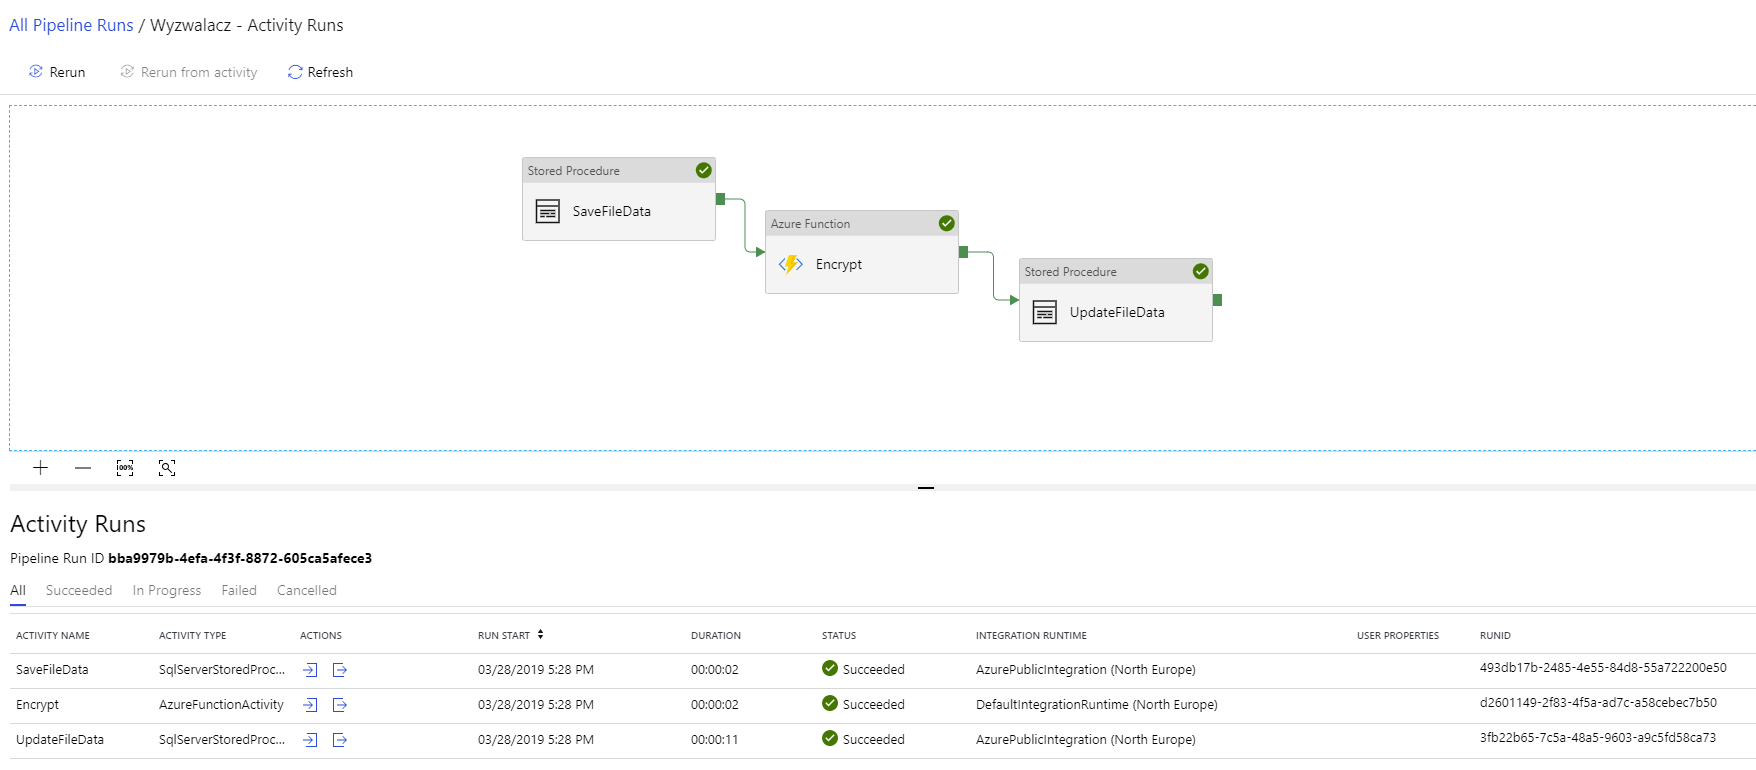 All Pipeline Runs / Wyzwalacz - Activity Runs
Rerun Rerun from activity Refresh
Stored Procedure
SaveFileData
Azure Function
Encrypt
Stored Procedure
UpdateFileData
100%
Activity Runs
Pipeline Run ID bba9979b-4efa-4f3f-8872-605ca5afece3
All Succeeded In Progress Failed Cancelled
ACTIVITY NAME ACTIVITY TYPE ACTIONS RUN START DURATION STATUS INTEGRATION RUNTIME USER PROPERTIES RUNID
SaveFileData SqlServerStoredProc... 03/28/2019 5:28 PM 00:00:02 Succeeded AzurePublicIntegration (North Europe) 493db17b-2485-4e55-84d8-55a722200e50
Encrypt AzureFunctionActivity 03/28/2019 5:28 PM 00:00:02 Succeeded DefaultIntegrationRuntime (North Europe) d2601149-2f83-4f5a-ad7c-a58cebec7b50
UpdateFileData SqlServerStoredProc... 03/28/2019 5:28 PM 00:00:11 Succeeded AzurePublicIntegration (North Europe) 3fb22b65-7c5a-48a5-9603-a9c5fd58ca73